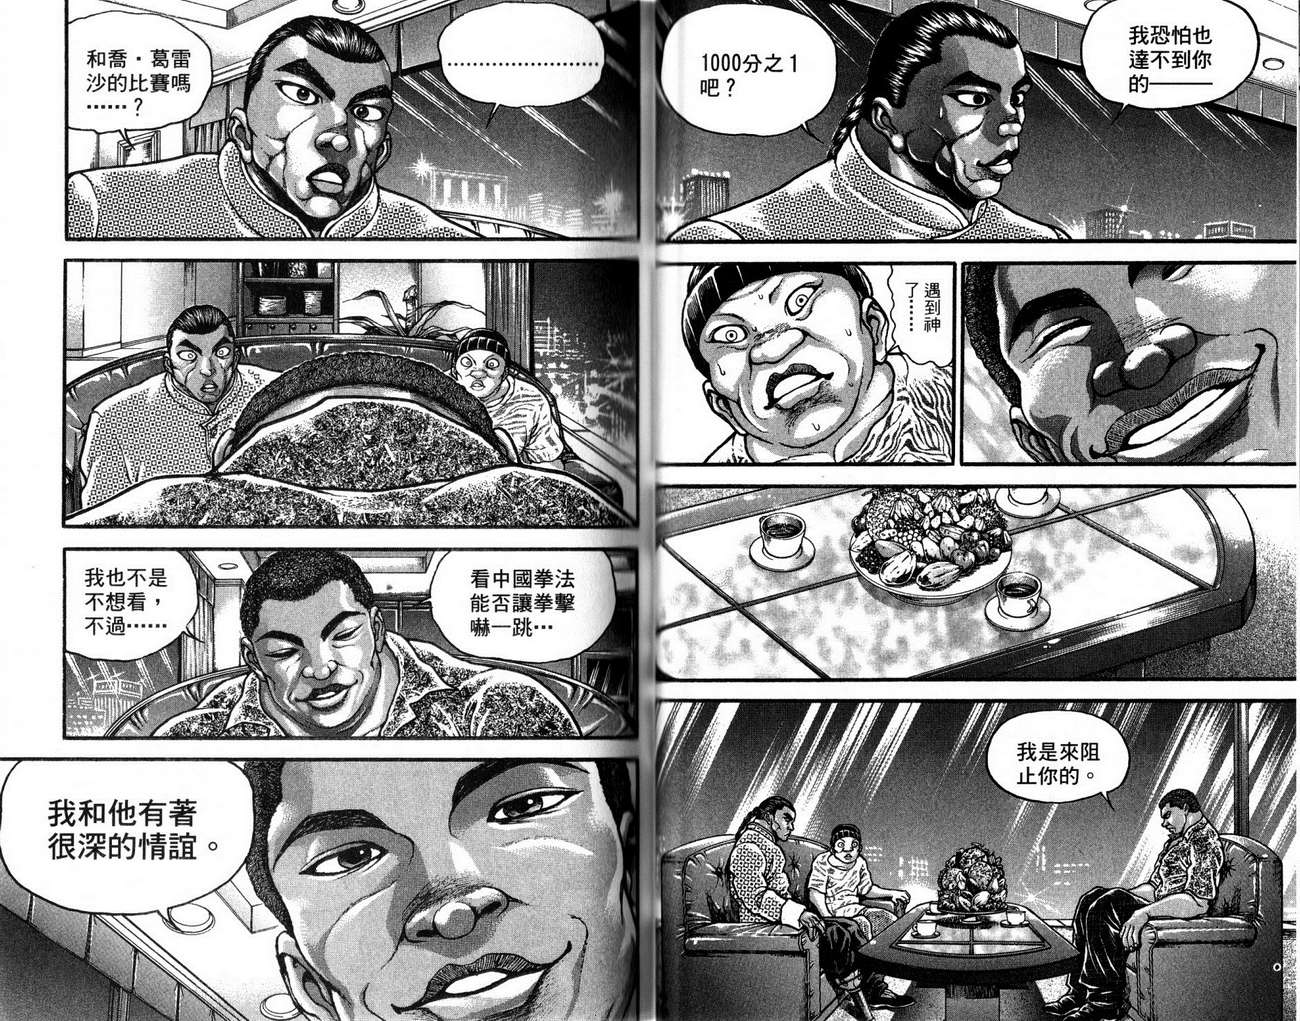 我恐怕也
達不到你
的———
1000分之1
吧？
遇到神
了……
我是來阻
止你的。
……………………
和喬·葛雷
沙的比賽嗎
……？
看中國拳法
能否讓拳擊
嚇一跳…
我也不是
不想看，
不過……
我和他有著
很深的情誼。